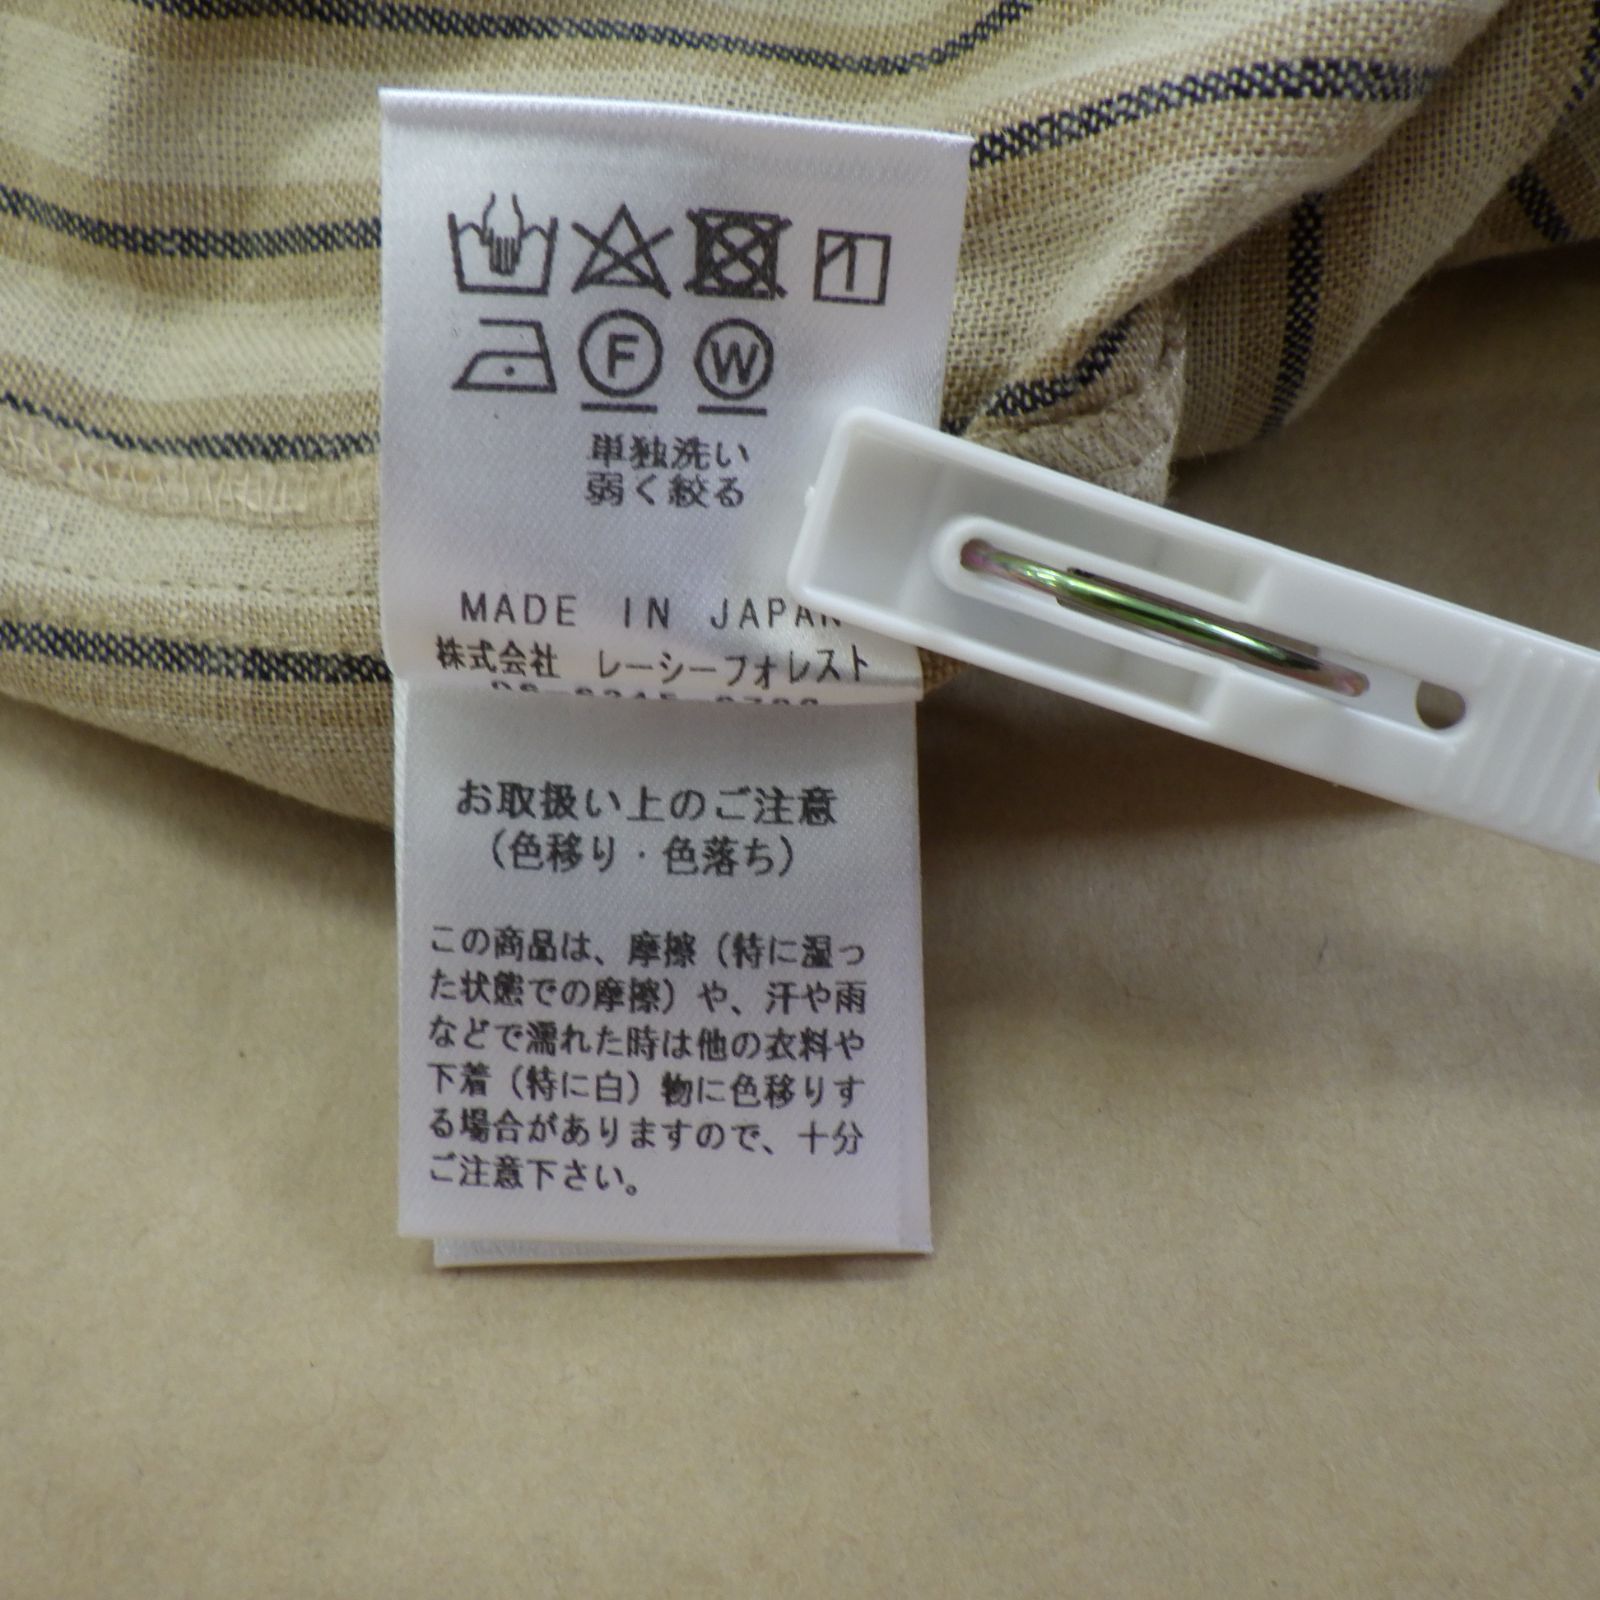 F W
単独洗い
弱く絞る
MADE IN JAPAN
株式会社 レーシーフォレスト
お取扱い上のご注意
（色移り・色落ち）
この商品は、摩擦（特に湿っ
た状態での摩擦）や、汗や雨
などで濡れた時は他の衣料や
下着（特に白）物に色移りす
る場合がありますので、十分
ご注意下さい。